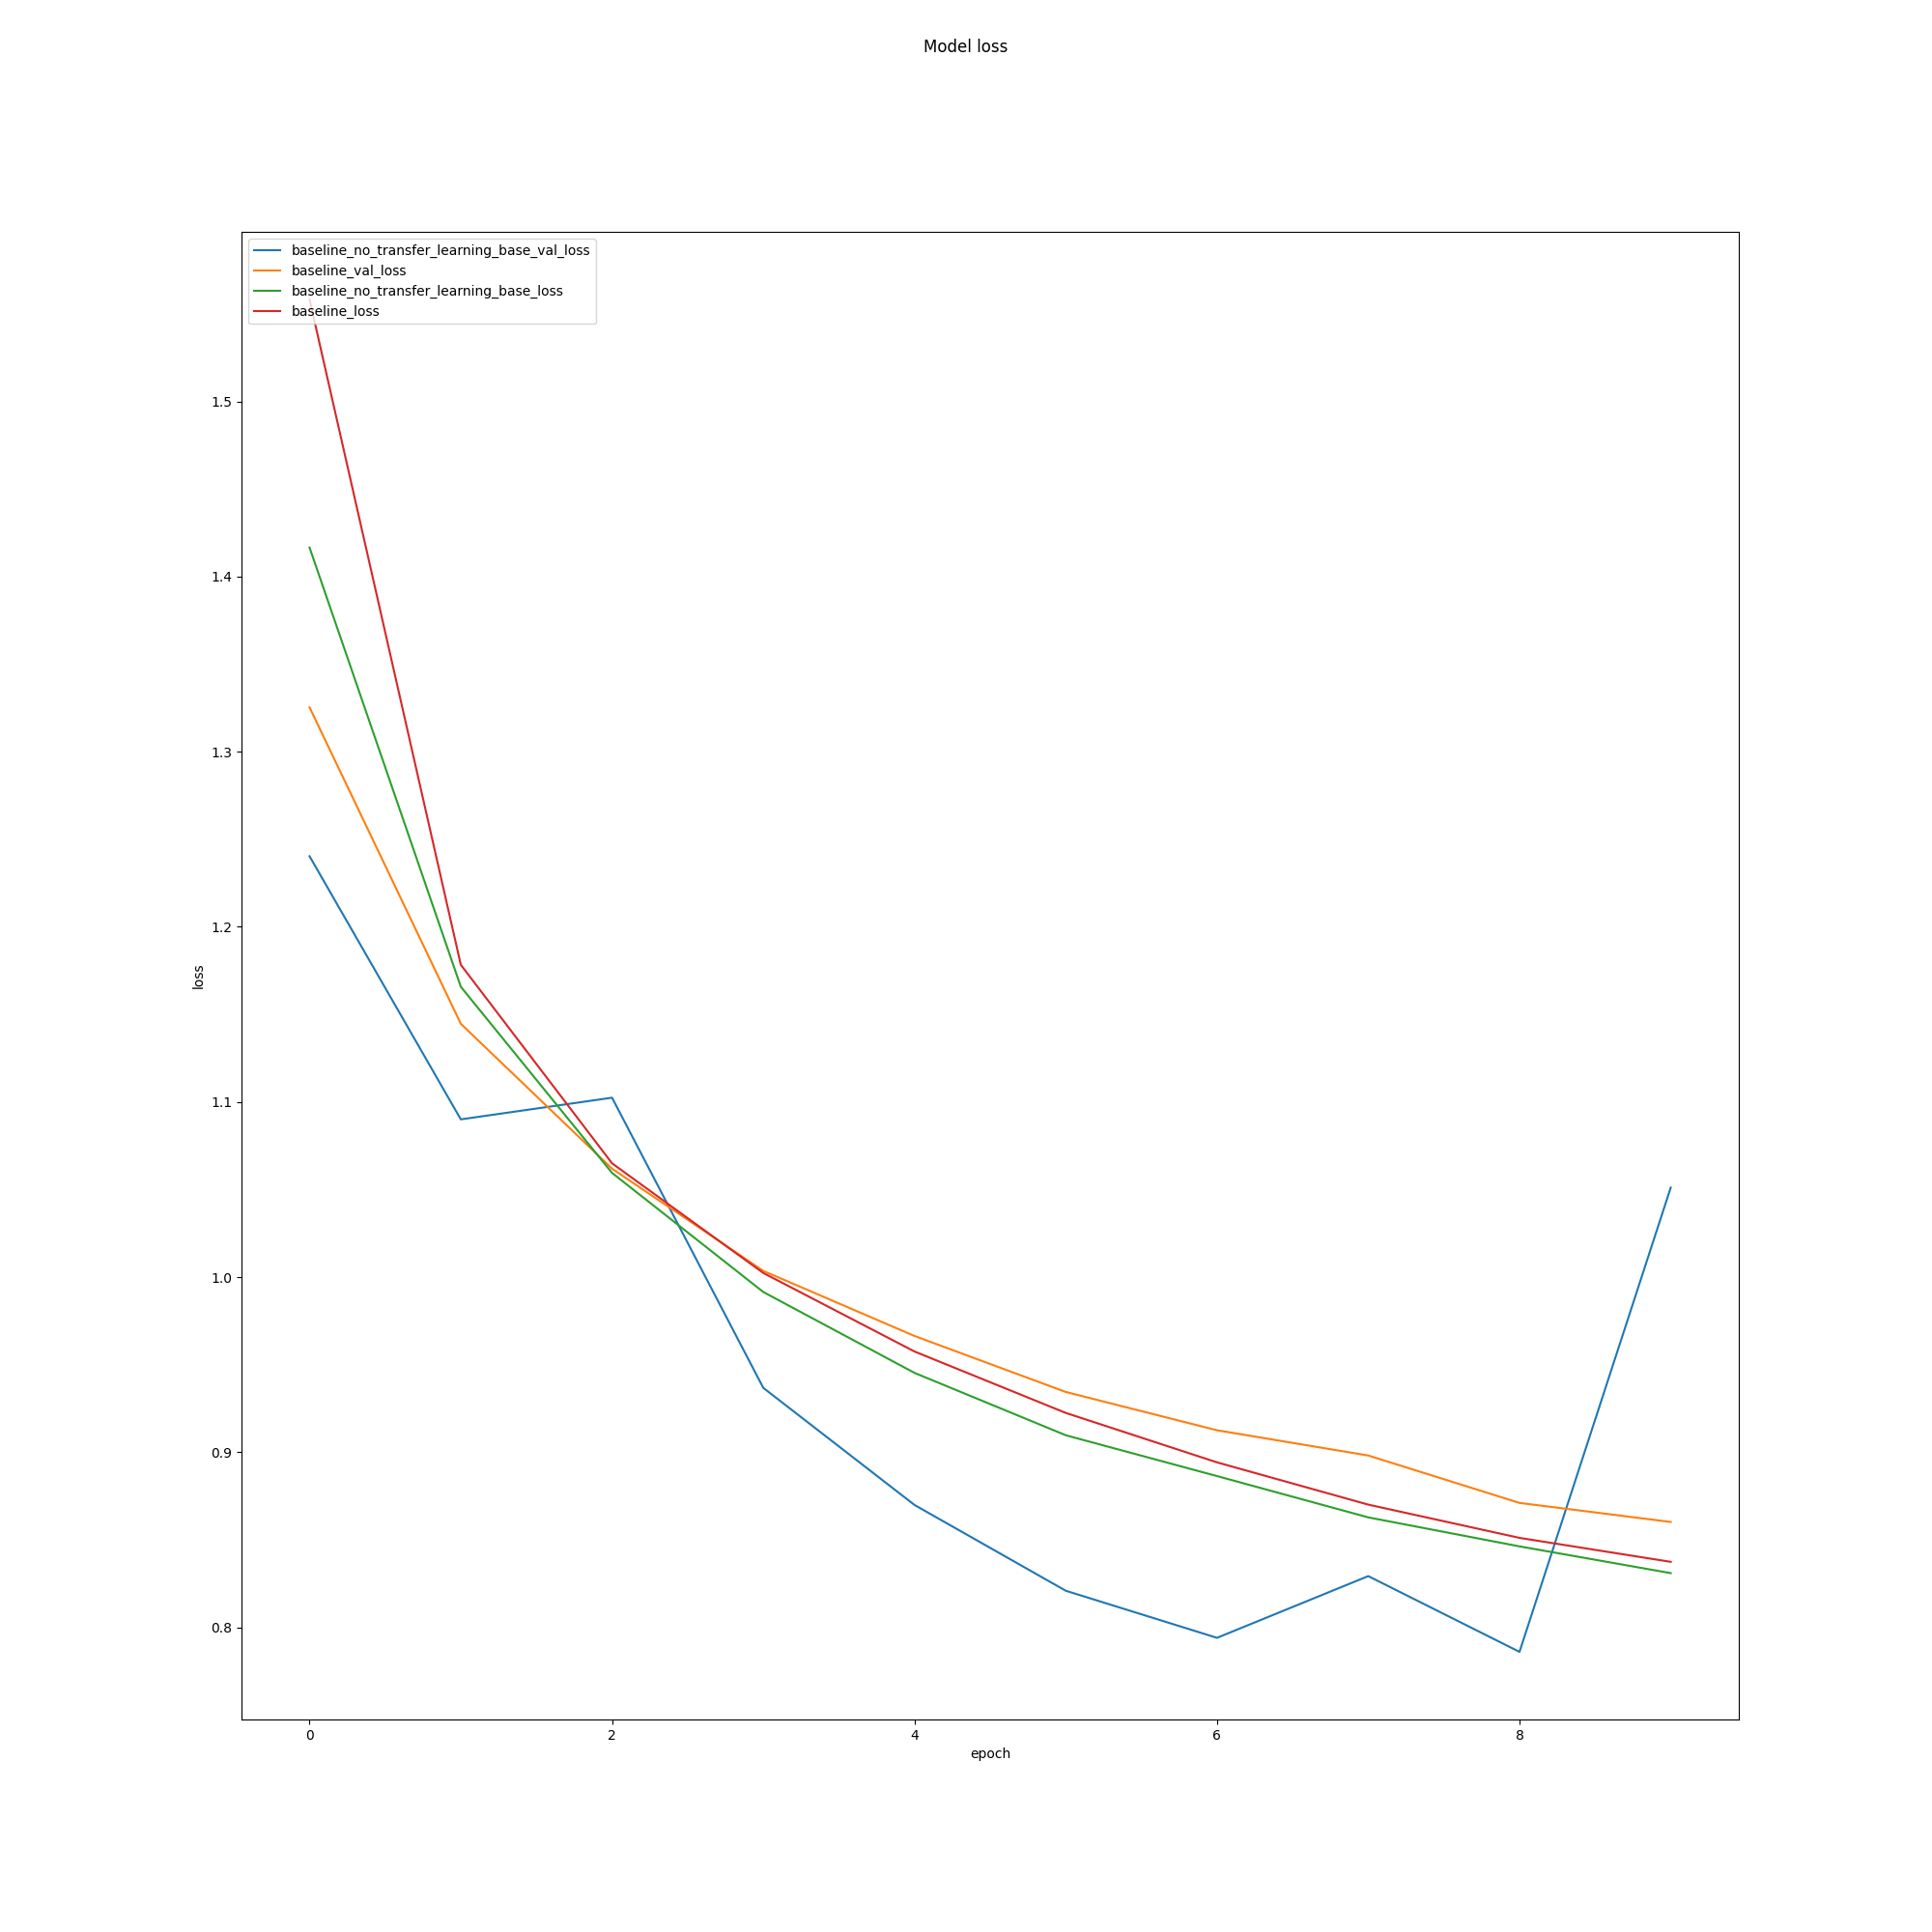 Model loss
baseline_no_transfer_learning_base_val_loss
baseline_val_loss
baseline_no_transfer_learning_base_loss
baseline_loss
1.5
1.4
1.3
1.2
1.1
1.0
0.9
0.8
loss
0 2 4 6 8
epoch